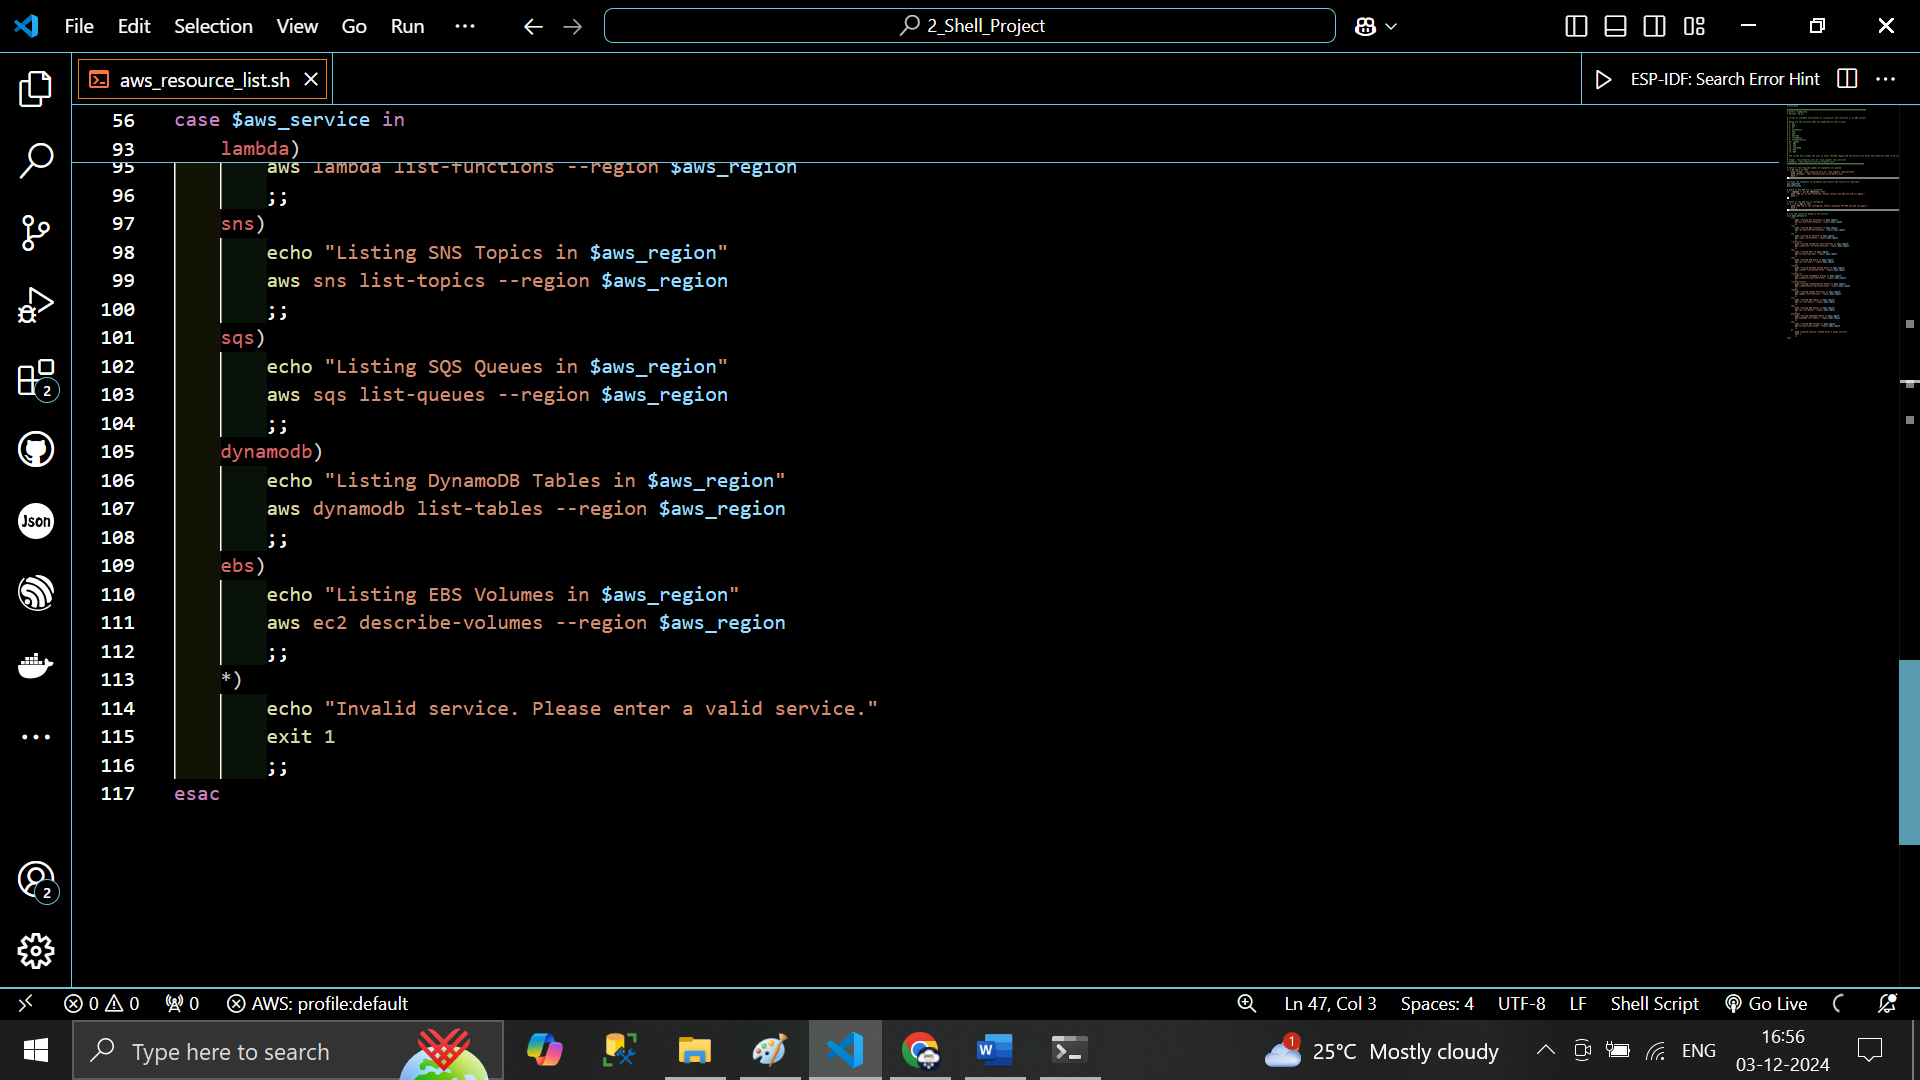 File Edit Selection View Go Run ··· 2_Shell_Project
aws_resource_list.sh ESP-IDF: Search Error Hint
56 case $aws_service in
93 lambda)
95 aws lambda list-functions --region $aws_region
96 ;;
97 sns)
98 echo "Listing SNS Topics in $aws_region"
99 aws sns list-topics --region $aws_region
100 ;;
101 sqs)
102 echo "Listing SQS Queues in $aws_region"
103 aws sqs list-queues --region $aws_region
104 ;;
105 dynamodb)
106 echo "Listing DynamoDB Tables in $aws_region"
107 aws dynamodb list-tables --region $aws_region
108 ;;
109 ebs)
110 echo "Listing EBS Volumes in $aws_region"
111 aws ec2 describe-volumes --region $aws_region
112 ;;
113 *)
114 echo "Invalid service. Please enter a valid service."
115 exit 1
116 ;;
117 esac
2
Json
2
0 0 0 AWS: profile:default Ln 47, Col 3 Spaces: 4 UTF-8 LF Shell Script Go Live
Type here to search 1 25°C Mostly cloudy ENG 16:56
03-12-2024